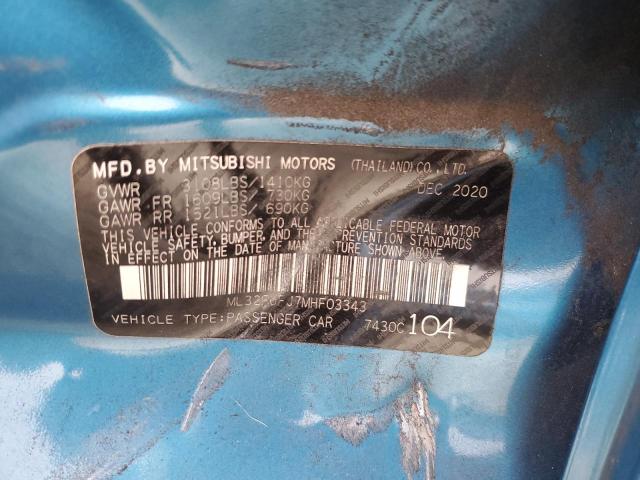 MFD.BY MITSUBISHI MOTORS (THAILAND) CO., LTD.
GVWR 3108LBS/1410KG DEC 2020
GAWR FR 1609LBS/730KG
GAWR RR 1521LBS/690KG
THIS VEHICLE CONFORMS TO ALL APPLICABLE FEDERAL MOTOR
VEHICLE SAFETY, BUMPER, AND THEFT PREVENTION STANDARDS
IN EFFECT ON THE DATE OF MANUFACTURE SHOWN ABOVE.
VEHICLE TYPE:PASSENGER CAR 7430C 104